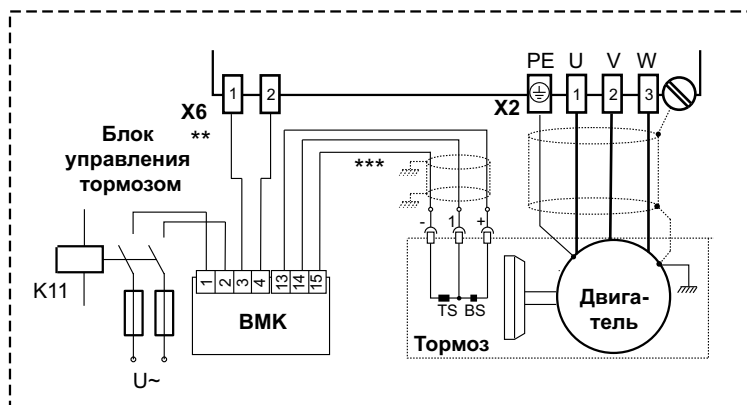 PE U V W
1 2 1 2 3
X6 X2
**
Блок
управления
тормозом
***
- 1 +
K11
1 2 3 4 13 14 15
BMK
TS BS
Двига-
тель
Тормоз
U~